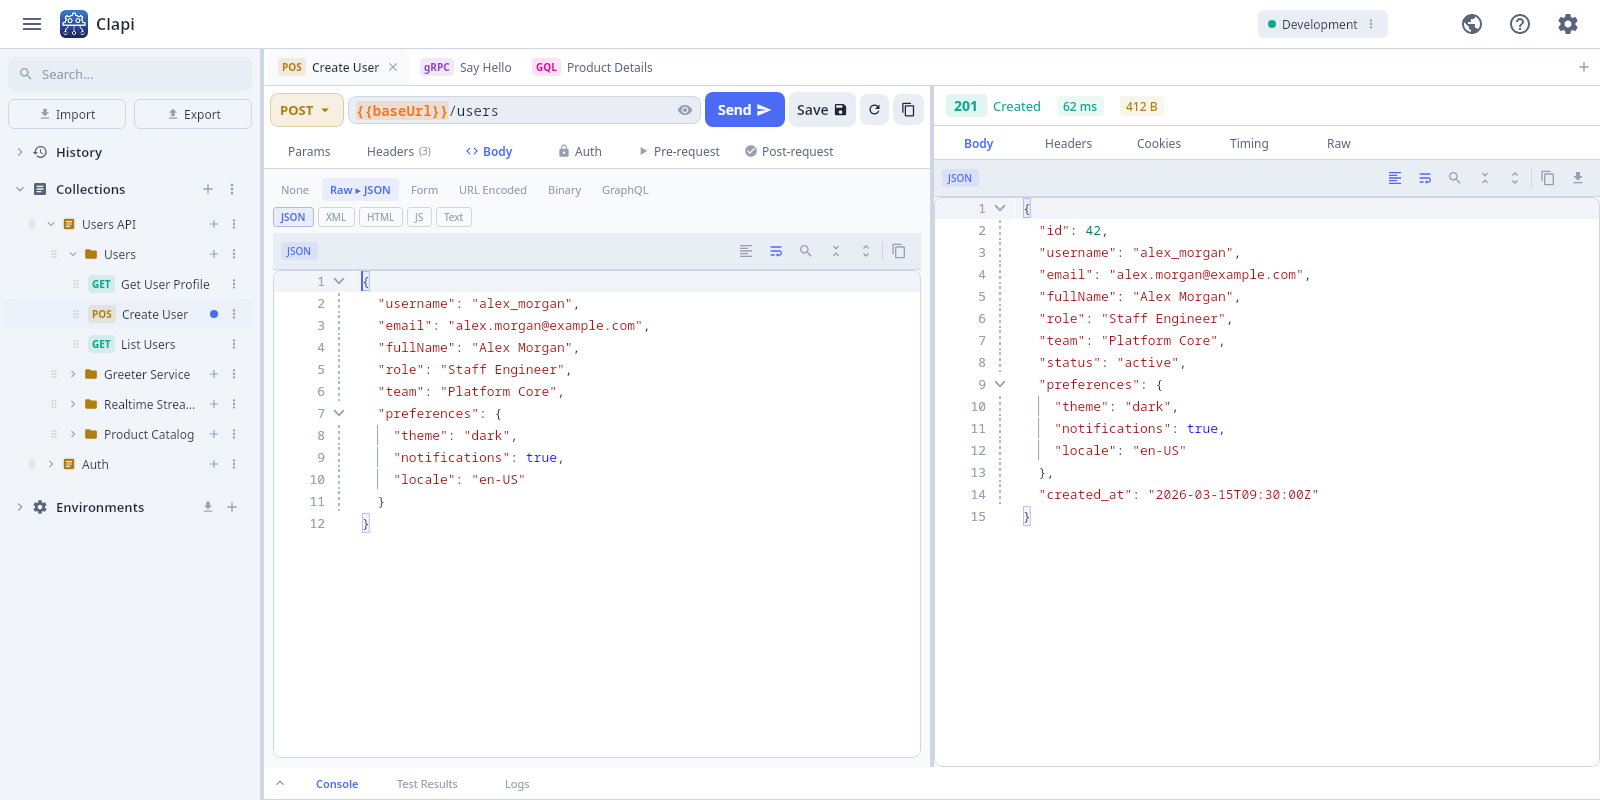 Clapi
Development
Search...
Import Export
History
Collections
Users API
Users
GET Get User Profile
POS Create User
GET List Users
Greeter Service
Realtime Strea...
Product Catalog
Auth
Environments
POS Create User gRPC Say Hello GQL Product Details
POST {{baseUrl}}/users Send Save
Params Headers (3) Body Auth Pre-request Post-request
None Raw ▸ JSON Form URL Encoded Binary GraphQL
JSON XML HTML JS Text
JSON
1 {
2 "username": "alex_morgan",
3 "email": "alex.morgan@example.com",
4 "fullName": "Alex Morgan",
5 "role": "Staff Engineer",
6 "team": "Platform Core",
7 "preferences": {
8 "theme": "dark",
9 "notifications": true,
10 "locale": "en-US"
11 }
12 }
201 Created 62 ms 412 B
Body Headers Cookies Timing Raw
JSON
1 {
2 "id": 42,
3 "username": "alex_morgan",
4 "email": "alex.morgan@example.com",
5 "fullName": "Alex Morgan",
6 "role": "Staff Engineer",
7 "team": "Platform Core",
8 "status": "active",
9 "preferences": {
10 "theme": "dark",
11 "notifications": true,
12 "locale": "en-US"
13 },
14 "created_at": "2026-03-15T09:30:00Z"
15 }
Console Test Results Logs